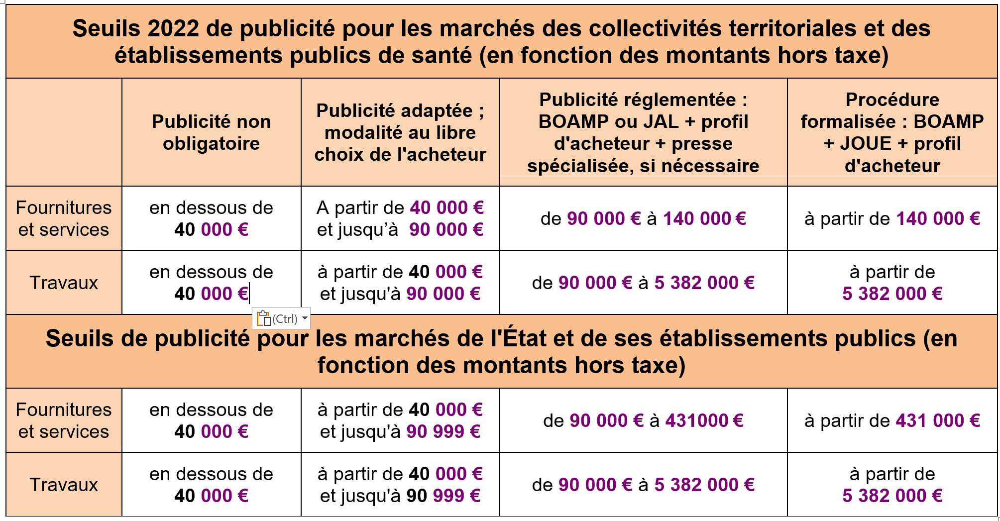 Seuils 2022 de publicité pour les marchés des collectivités territoriales et des
établissements publics de santé (en fonction des montants hors taxe)
Publicité non
obligatoire
Publicité adaptée ;
modalité au libre
choix de l'acheteur
Publicité réglementée :
BOAMP ou JAL + profil
d'acheteur + presse
spécialisée, si nécessaire
Procédure
formalisée : BOAMP
+ JOUE + profil
d'acheteur
Fournitures
et services
en dessous de
40 000 €
A partir de 40 000 €
et jusqu’à  90 000 €
de 90 000 € à 140 000 €
à partir de 140 000 €
Travaux
en dessous de
40 000 €
à partir de 40 000 €
et jusqu'à 90 000 €
de 90 000 € à 5 382 000 €
à partir de
5 382 000 €
(Ctrl)
Seuils de publicité pour les marchés de l'État et de ses établissements publics (en
fonction des montants hors taxe)
Fournitures
et services
en dessous de
40 000 €
à partir de 40 000 €
et jusqu'à 90 999 €
de 90 000 € à 431000 €
à partir de 431 000 €
Travaux
en dessous de
40 000 €
à partir de 40 000 €
et jusqu'à 90 999 €
de 90 000 € à 5 382 000 €
à partir de
5 382 000 €